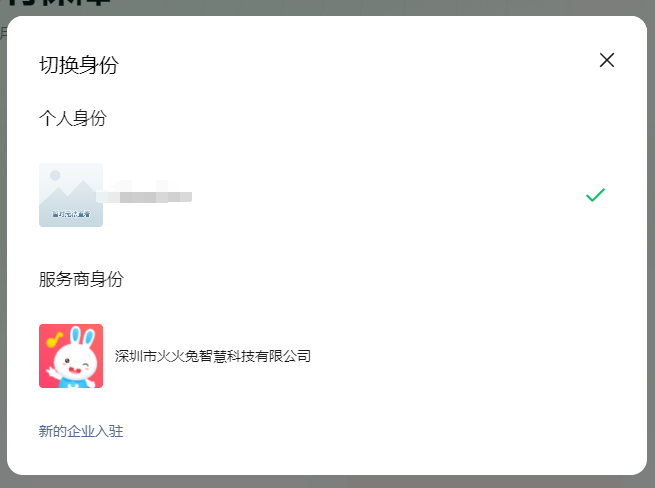 切换身份
个人身份
服务商身份
深圳市火火兔智慧科技有限公司
新的企业入驻